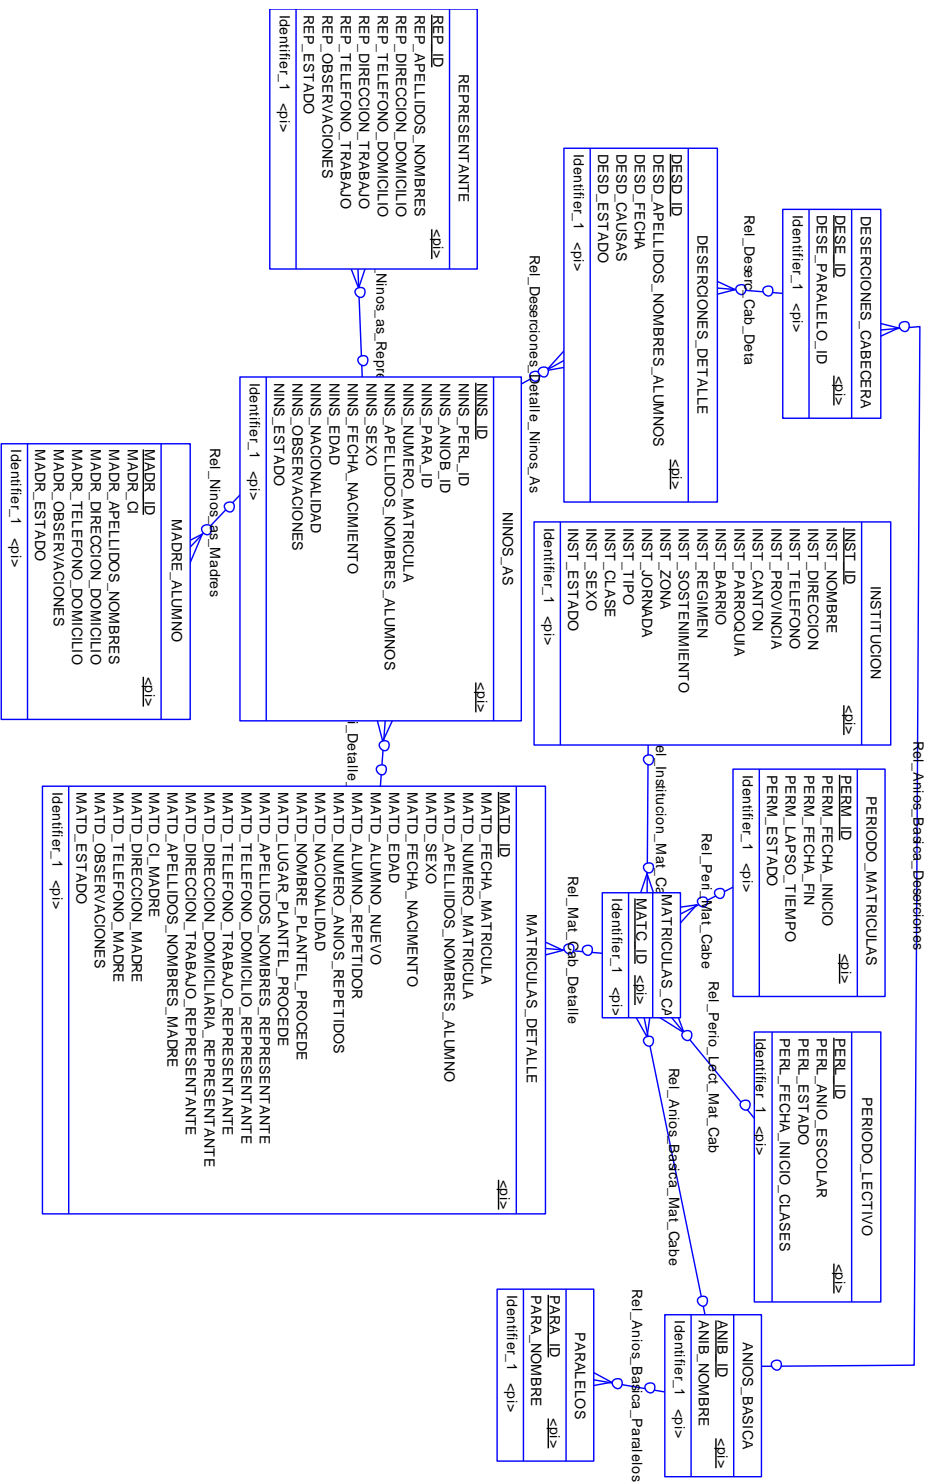 DESERCIONES_CABECERA
DESE_ID <pi>
DESE_PARALELO_ID
Identifier_1 <pi>
Rel_Anios_Basica_Deserciones
ANIOS_BASICA
ANIB_ID <pi>
ANIB_NOMBRE
Identifier_1 <pi>
PERIODO_LECTIVO
PERL_ID <pi>
PERL_ANIO_ESCOLAR
PERL_ESTADO
PERL_FECHA_INICIO_CLASES
Identifier_1 <pi>
PERIODO_MATRICULAS
PERM_ID <pi>
PERM_FECHA_INICIO
PERM_FECHA_FIN
PERM_LAPSO_TIEMPO
PERM_ESTADO
Identifier_1 <pi>
INSTITUCION
INST_ID <pi>
INST_NOMBRE
INST_DIRECCION
INST_TELEFONO
INST_PROVINCIA
INST_CANTON
INST_PARROQUIA
INST_BARRIO
INST_REGIMEN
INST_SOSTENIMIENTO
INST_ZONA
INST_JORNADA
INST_TIPO
INST_CLASE
INST_SEXO
INST_ESTADO
Identifier_1 <pi>
Rel_Deserc_Cab_Deta
DESERCIONES_DETALLE
DESD_ID <pi>
DESD_APELLIDOS_NOMBRES_ALUMNOS
DESD_FECHA
DESD_CAUSAS
DESD_ESTADO
Identifier_1 <pi>
Rel_Peri_Mat_Cabe
Rel_Perio_Lect_Mat_Cab
Rel_Anios_Basica_Mat_Cabe
el_Institucion_Mat_Ca
MATRICULAS_CA
MATC_ID <pi>
Identifier_1 <pi>
Rel_Anios_Basica_Paralelos
PARALELOS
PARA_ID <pi>
PARA_NOMBRE
Identifier_1 <pi>
Rel_Mat_Cab_Detalle
Rel_Deserciones_Detalle_Ninos_As
REPRESENTANTE
REP_ID <pi>
REP_APELLIDOS_NOMBRES
REP_DIRECCION_DOMICILIO
REP_TELEFONO_DOMICILIO
REP_DIRECCION_TRABAJO
REP_TELEFONO_TRABAJO
REP_OBSERVACIONES
REP_ESTADO
Identifier_1 <pi>
_Ninos_as_Repre
NINOS_AS
NINS_ID <pi>
NINS_PERL_ID
NINS_ANIOB_ID
NINS_PARA_ID
NINS_NUMERO_MATRICULA
NINS_APELLIDOS_NOMBRES_ALUMNOS
NINS_SEXO
NINS_FECHA_NACIMIENTO
NINS_EDAD
NINS_NACIONALIDAD
NINS_OBSERVACIONES
NINS_ESTADO
Identifier_1 <pi>
i_Detalle_
MATRICULAS_DETALLE
MATD_ID <pi>
MATD_FECHA_MATRICULA
MATD_NUMERO_MATRICULA
MATD_APELLIDOS_NOMBRES_ALUMNO
MATD_SEXO
MATD_FECHA_NACIMENTO
MATD_EDAD
MATD_ALUMNO_NUEVO
MATD_ALUMNO_REPETIDOR
MATD_NUMERO_ANIOS_REPETIDOS
MATD_NACIONALIDAD
MATD_NOMBRE_PLANTEL_PROCEDE
MATD_LUGAR_PLANTEL_PROCEDE
MATD_APELLIDOS_NOMBRES_REPRESENTANTE
MATD_TELEFONO_DOMICILIO_REPRESENTANTE
MATD_TELEFONO_TRABAJO_REPRESENTANTE
MATD_DIRECCION_DOMICILIARIA_REPRESENTANTE
MATD_DIRECCION_TRABAJO_REPRESENTANTE
MATD_APELLIDOS_NOMBRES_MADRE
MATD_CI_MADRE
MATD_DIRECCION_MADRE
MATD_TELEFONO_MADRE
MATD_OBSERVACIONES
MATD_ESTADO
Identifier_1 <pi>
Rel_Ninos_as_Madres
MADRE_ALUMNO
MADR_ID <pi>
MADR_CI
MADR_APELLIDOS_NOMBRES
MADR_DIRECCION_DOMICILIO
MADR_TELEFONO_DOMICILIO
MADR_OBSERVACIONES
MADR_ESTADO
Identifier_1 <pi>